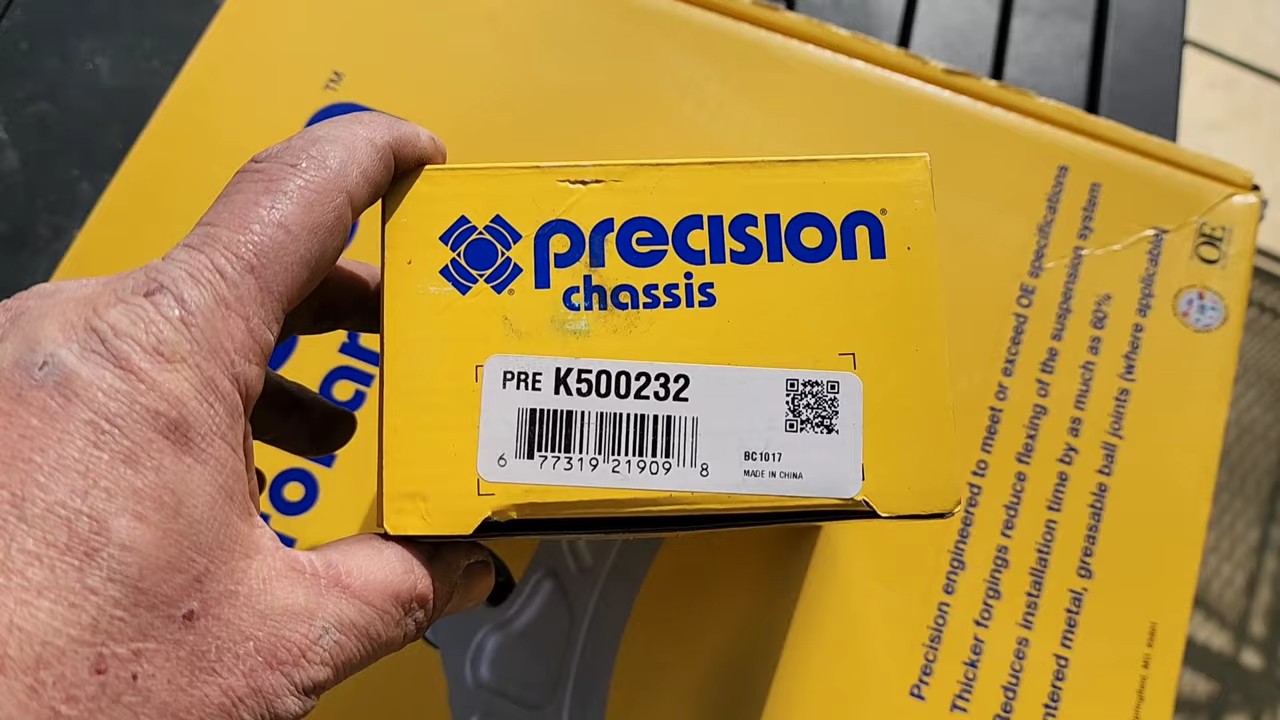 precision®
chassis
PRE K500232
6 77319 21909 8
BC1017
MADE IN CHINA
TM
Precision engineered to meet or exceed OE specifications
Thicker forgings reduce flexing of the suspension system
Reduces installation time by as much as 60%
metal, greasable ball joints (where applicable)
OE